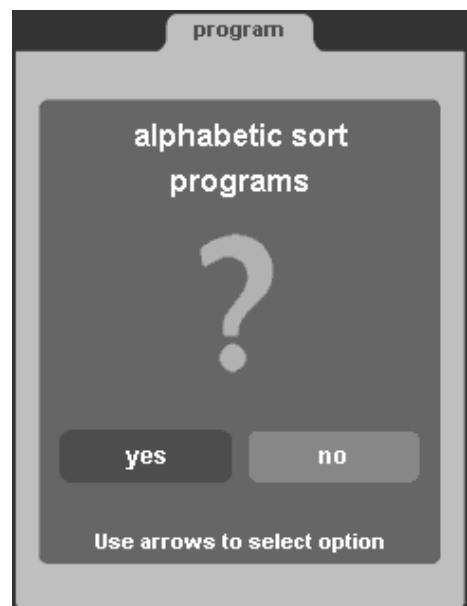 program
alphabetic sort
programs
?
yes no
Use arrows to select option